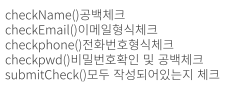 checkName()공백체크
checkEmail()이메일형식체크
checkphone()전화번호형식체크
checkpwd()비밀번호확인 및 공백체크
submitCheck()모두 작성되어있는지 체크